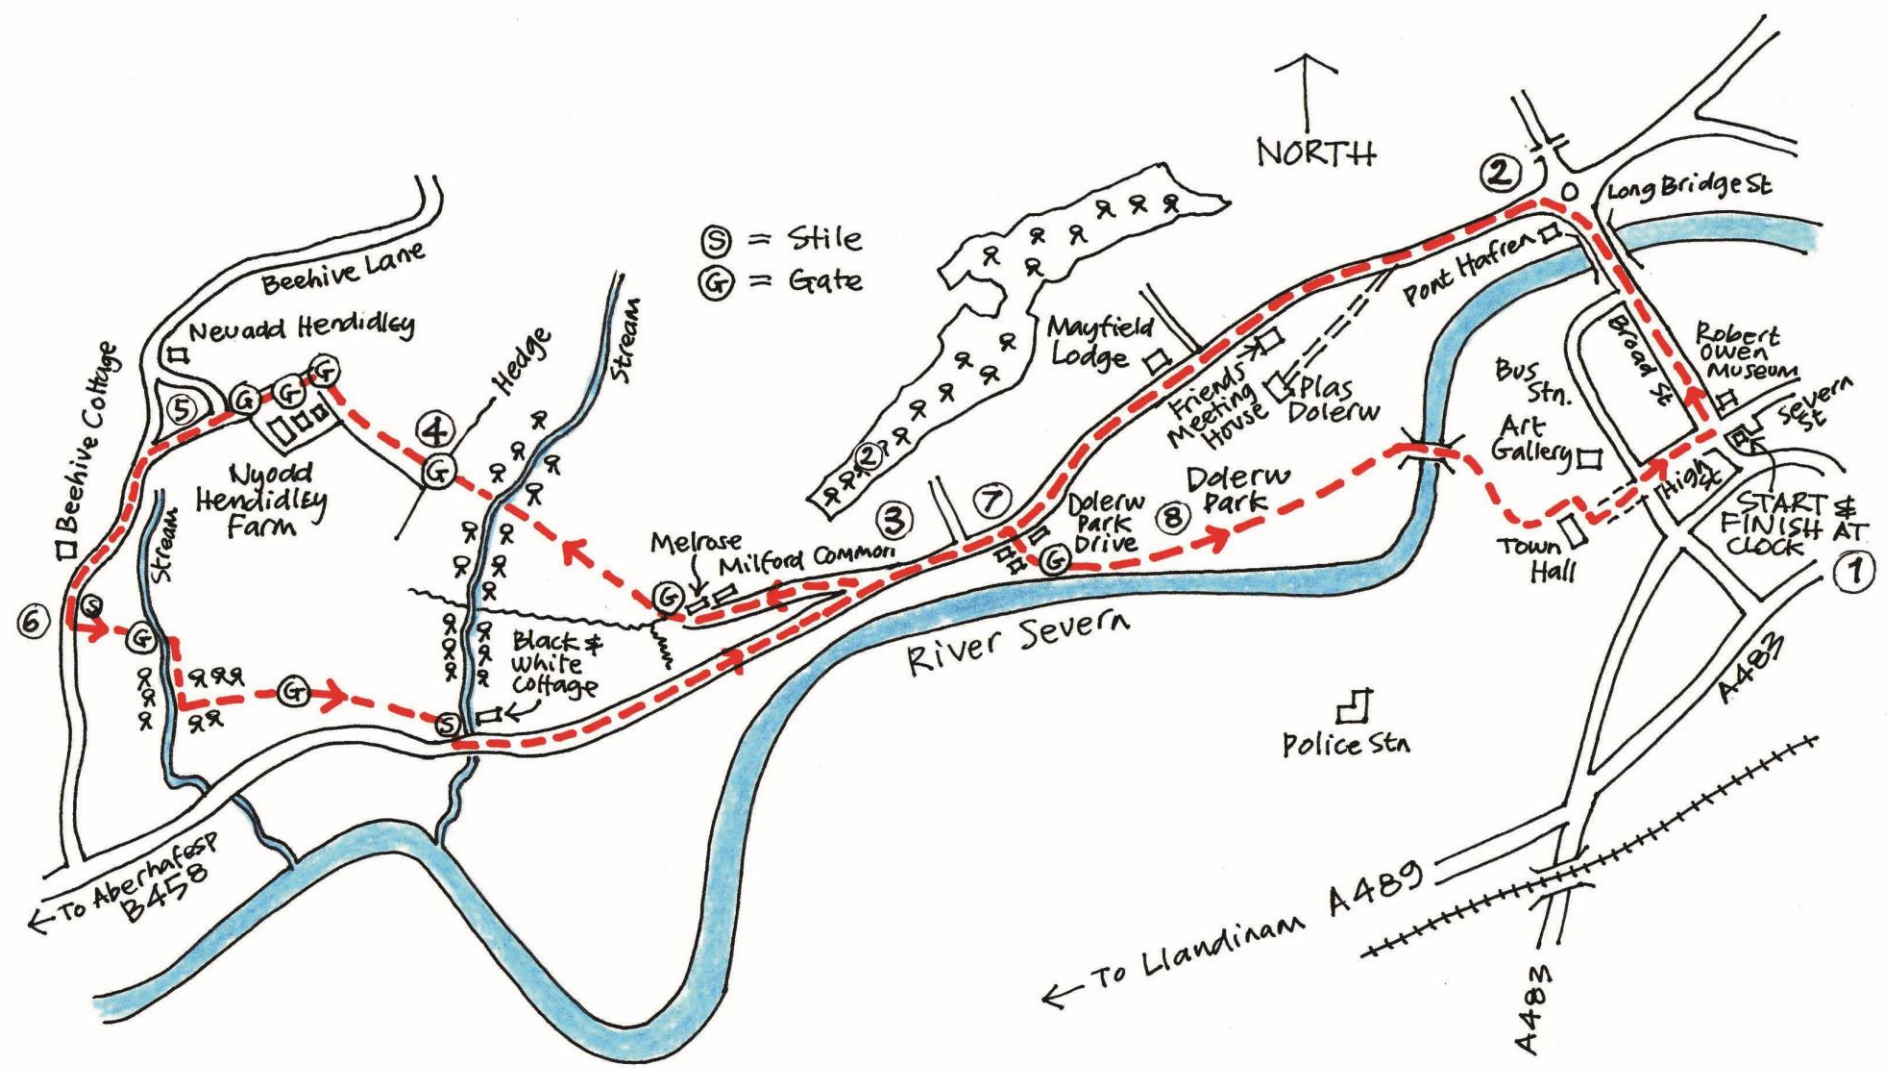 NORTH
2
Long Bridge St
Pont Hafren
S = Stile
G = Gate
Beehive Lane
Neuadd Hendidley
Stream
Hedge
Beehive Cottage
G
G
G
5
4
G
Nyodd
Hendidley
Farm
Stream
2
Mayfield
Lodge
Friends
Meeting
House
Plas
Dolerw
Broad St
Robert
Owen
Museum
Severn
St
Bus
Stn.
Art
Gallery
High
St
START &
FINISH AT
CLOCK
1
Town
Hall
3
7
Dolerw
Park
Drive
G
8
Dolerw
Park
Melrose
Milford Common
G
6
S
G
G
S
Black &
White
Cottage
River Severn
Police Stn
A483
← To Aberhafesp
B458
← To Llandinam A489
A483